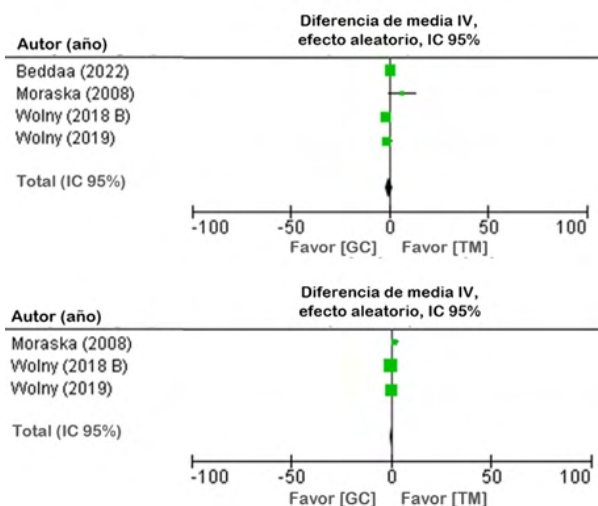 Diferencia de media IV,
Autor (año) efecto aleatorio, IC 95%
Beddaa (2022)
Moraska (2008)
Wolny (2018 B)
Wolny (2019)
Total (IC 95%)
-100 -50 0 50 100
Favor [GC] Favor [TM]
Diferencia de media IV,
Autor (año) efecto aleatorio, IC 95%
Moraska (2008)
Wolny (2018 B)
Wolny (2019)
Total (IC 95%)
-100 -50 0 50 100
Favor [GC] Favor [TM]